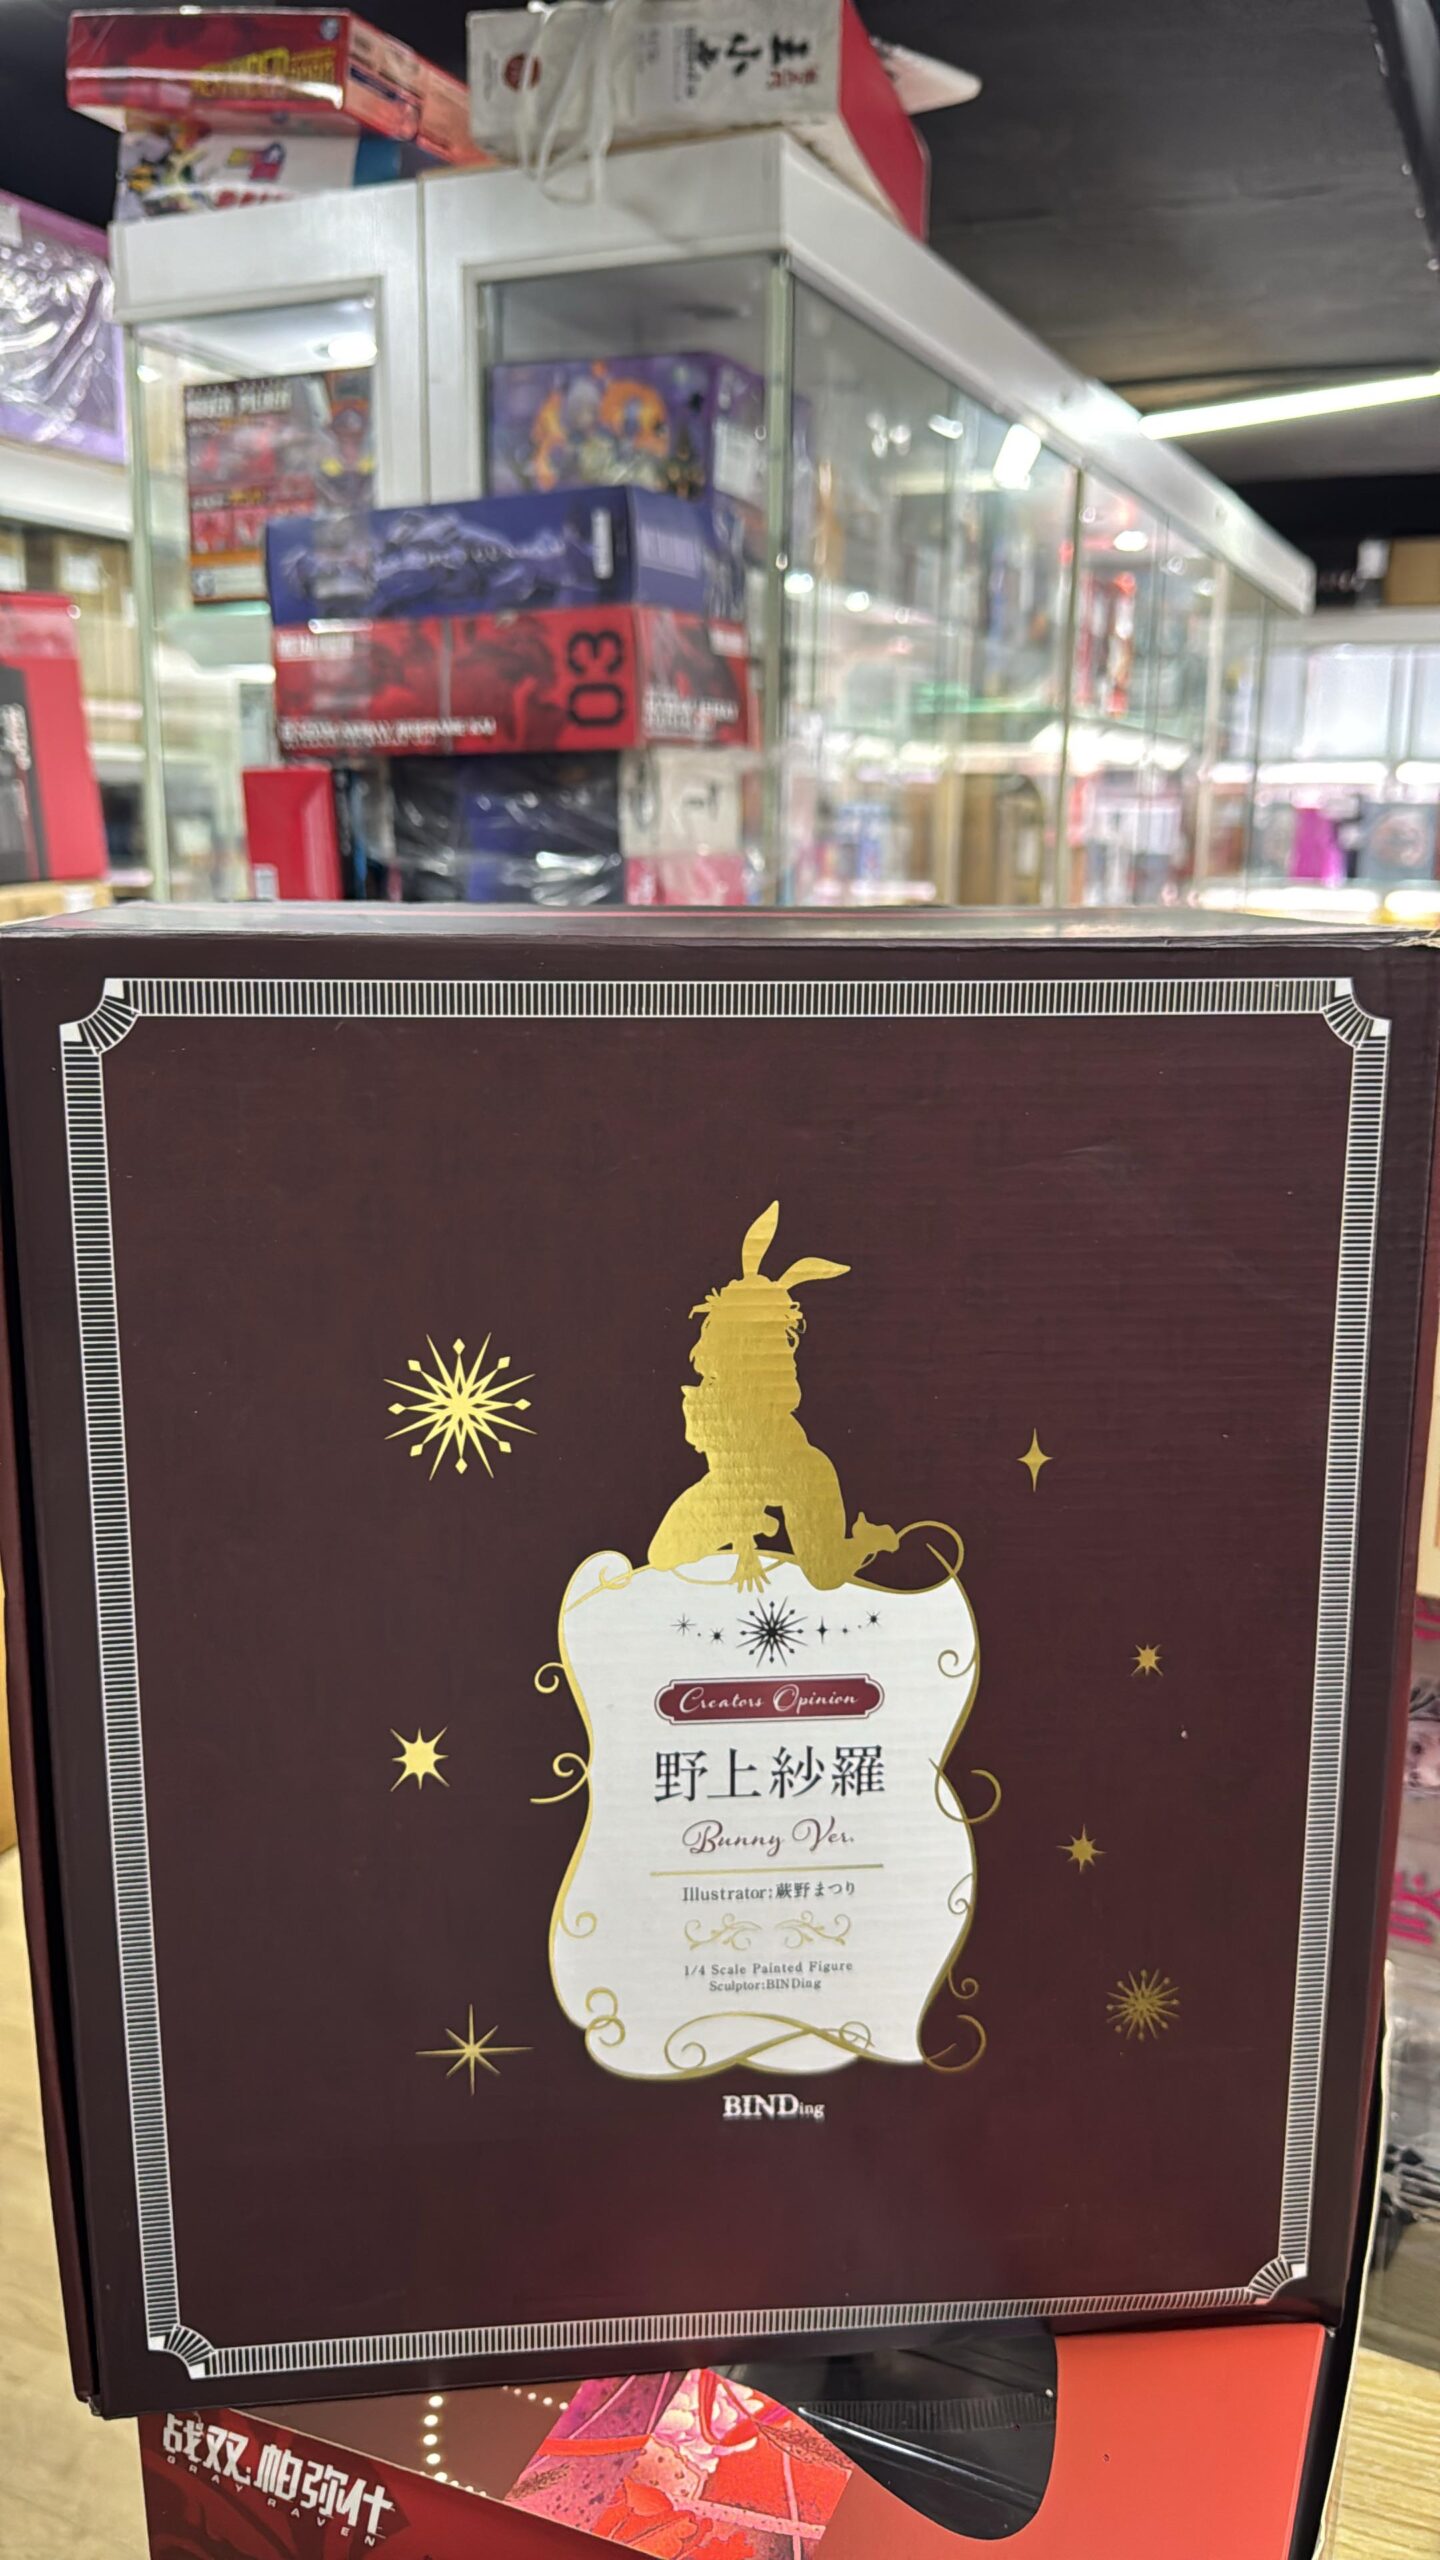 03
Creators Opinion
野上紗羅
Bunny Ver.
Illustrator:蕨野まつり
1/4 Scale Painted Figure
Sculptor:BINDing
BINDing
战双帕弥什
GRAY RAVEN